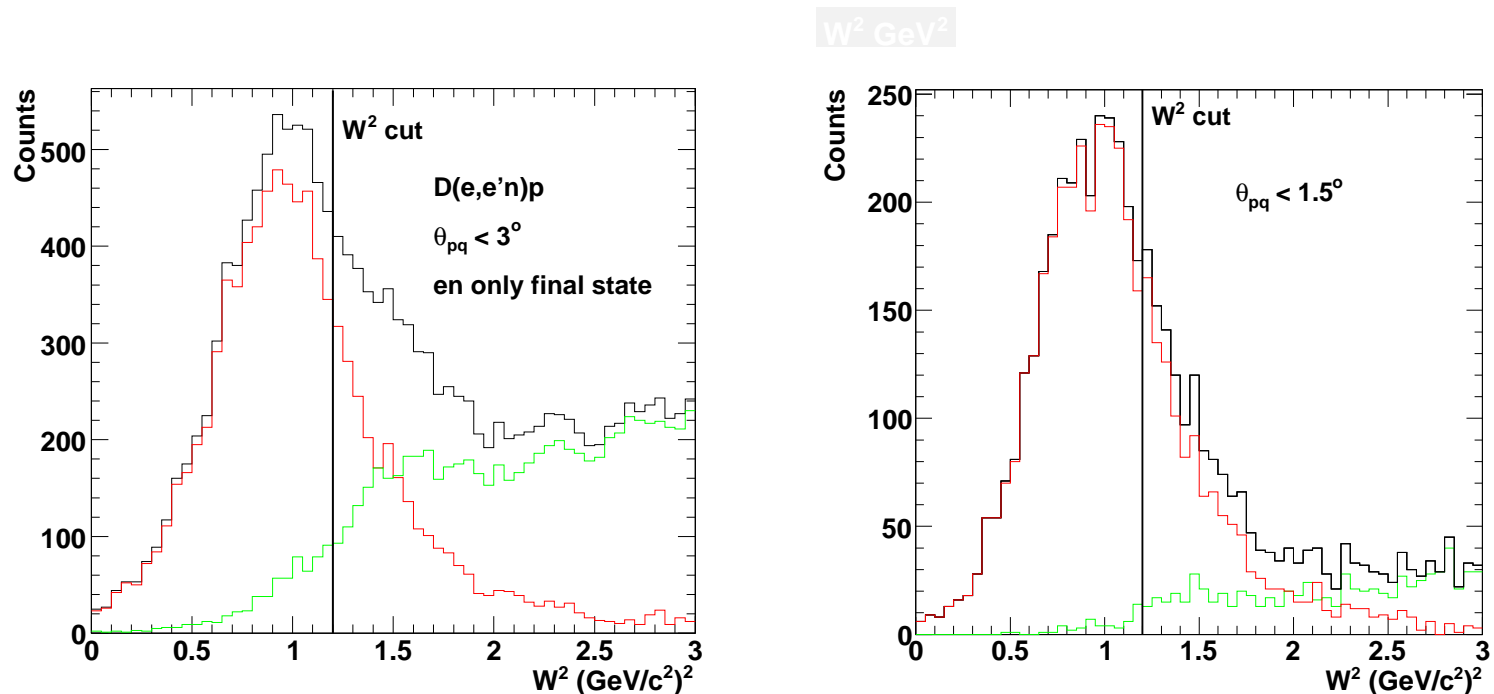 W² GeV²
Counts
500
400
300
200
100
0
W² cut
D(e,e’n)p
θpq < 3°
en only final state
0 0.5 1 1.5 2 2.5 3
W² (GeV/c²)²
Counts
250
200
150
100
50
0
W² cut
θpq < 1.5°
0 0.5 1 1.5 2 2.5 3
W² (GeV/c²)²